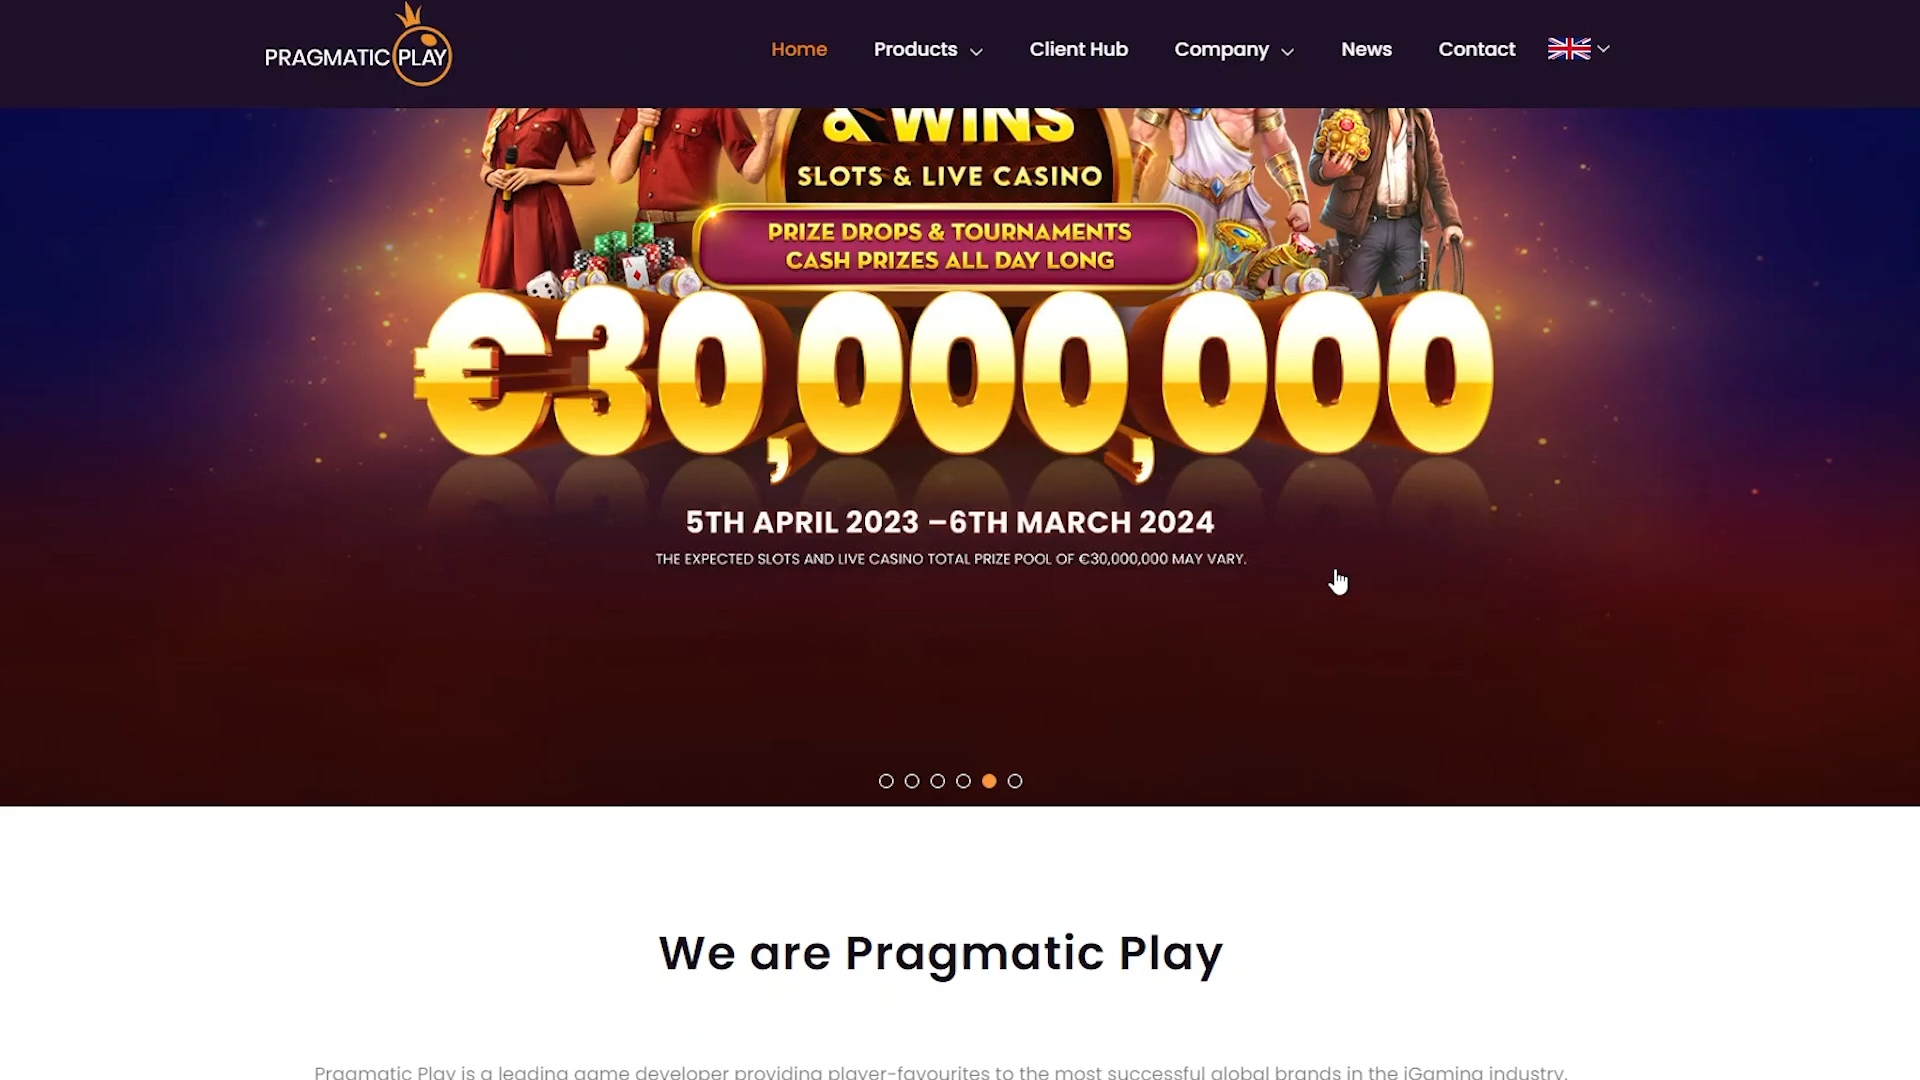 PRAGMATIC PLAY
Home
Products
Client Hub
Company
News
Contact
& WINS
SLOTS & LIVE CASINO
PRIZE DROPS & TOURNAMENTS
CASH PRIZES ALL DAY LONG
€30,000,000
5TH APRIL 2023 –6TH MARCH 2024
THE EXPECTED SLOTS AND LIVE CASINO TOTAL PRIZE POOL OF €30,000,000 MAY VARY.
We are Pragmatic Play
Pragmatic Play is a leading game developer providing player-favourites to the most successful global brands in the iGaming industry.